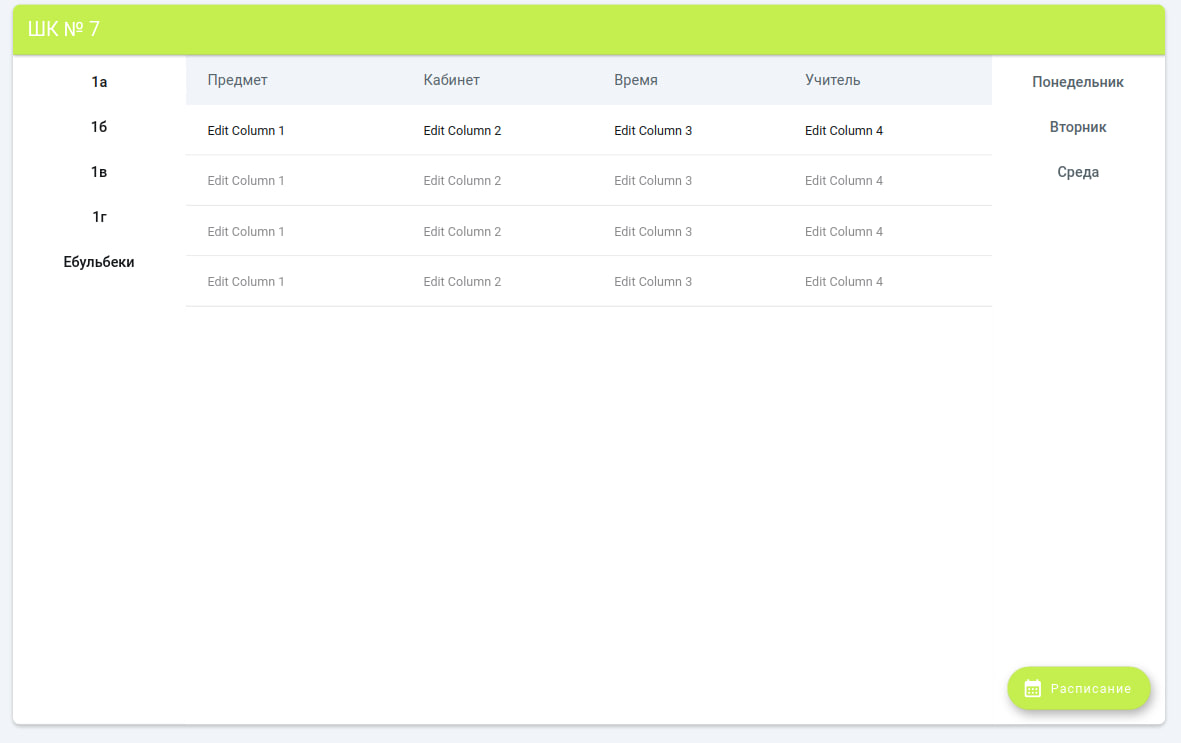 ШК № 7
1а
1б
1в
1г
Ебульбеки
Предмет Кабинет Время Учитель
Edit Column 1 Edit Column 2 Edit Column 3 Edit Column 4
Edit Column 1 Edit Column 2 Edit Column 3 Edit Column 4
Edit Column 1 Edit Column 2 Edit Column 3 Edit Column 4
Edit Column 1 Edit Column 2 Edit Column 3 Edit Column 4
Понедельник
Вторник
Среда
Расписание